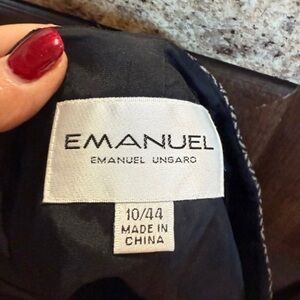 EMANUEL
EMANUEL UNGARO
10/44
MADE IN
CHINA